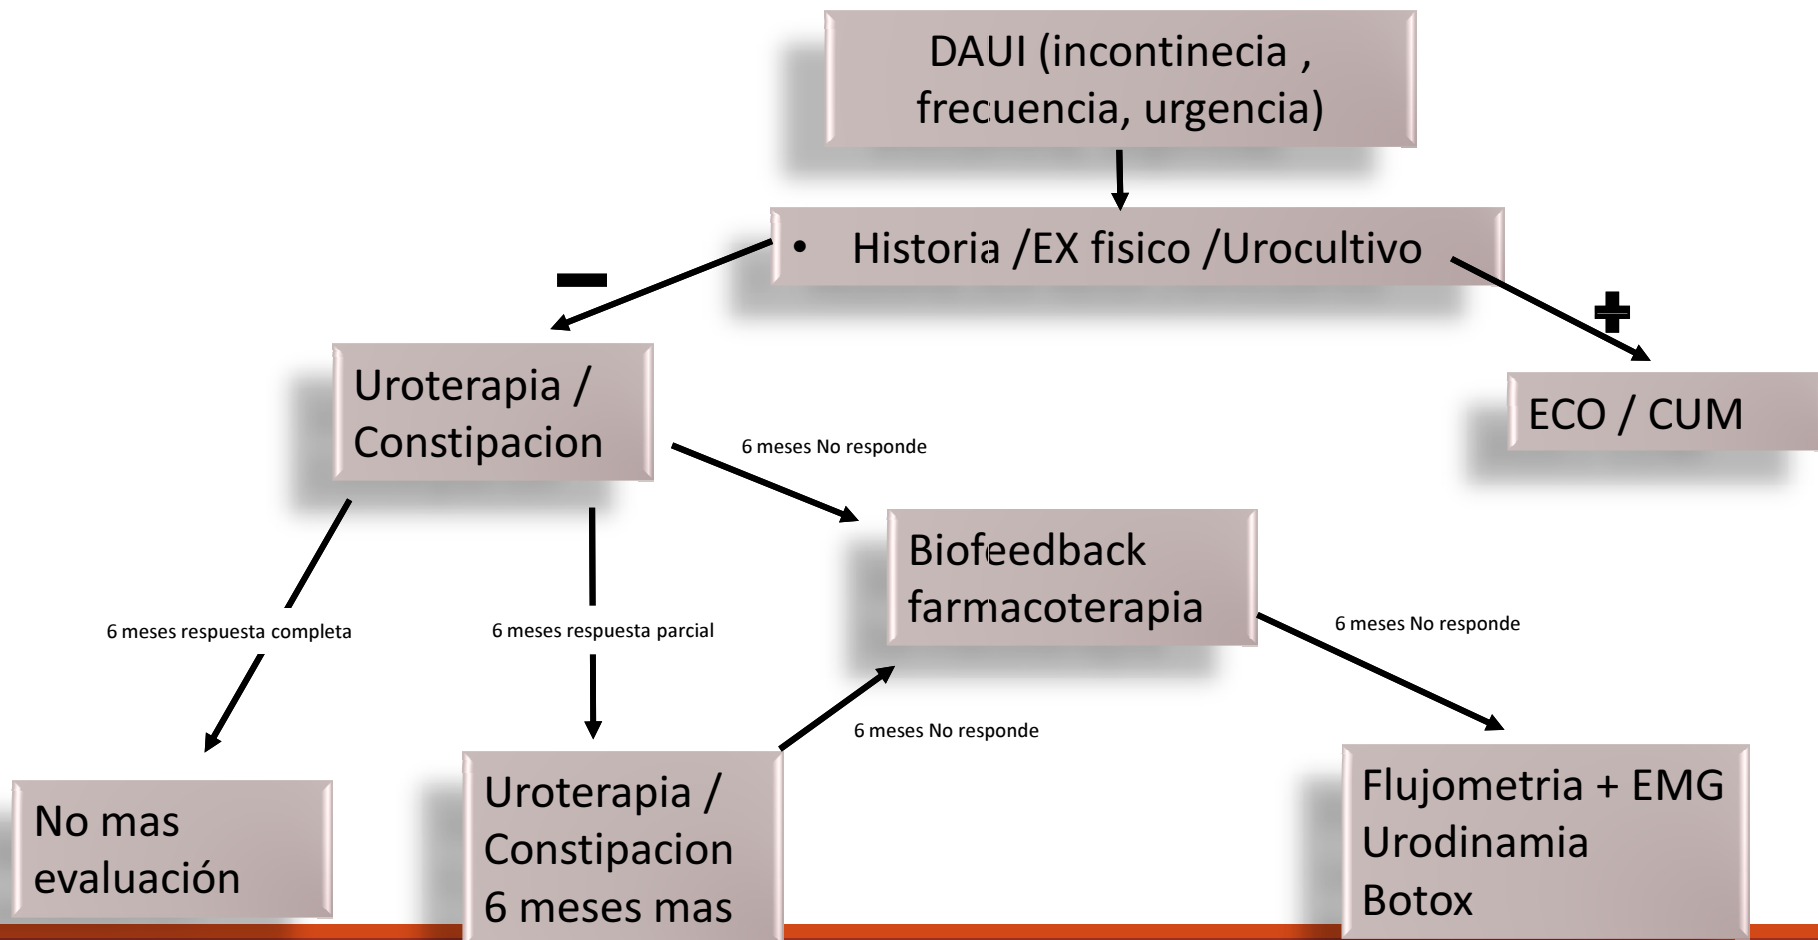 DAUI (incontinecia ,
frecuencia, urgencia)
• Historia /EX fisico /Urocultivo
−
+
Uroterapia /
Constipacion
ECO / CUM
6 meses No responde
Biofeedback
farmacoterapia
6 meses respuesta completa
6 meses respuesta parcial
6 meses No responde
6 meses No responde
No mas
evaluación
Uroterapia /
Constipacion
6 meses mas
Flujometria + EMG
Urodinamia
Botox